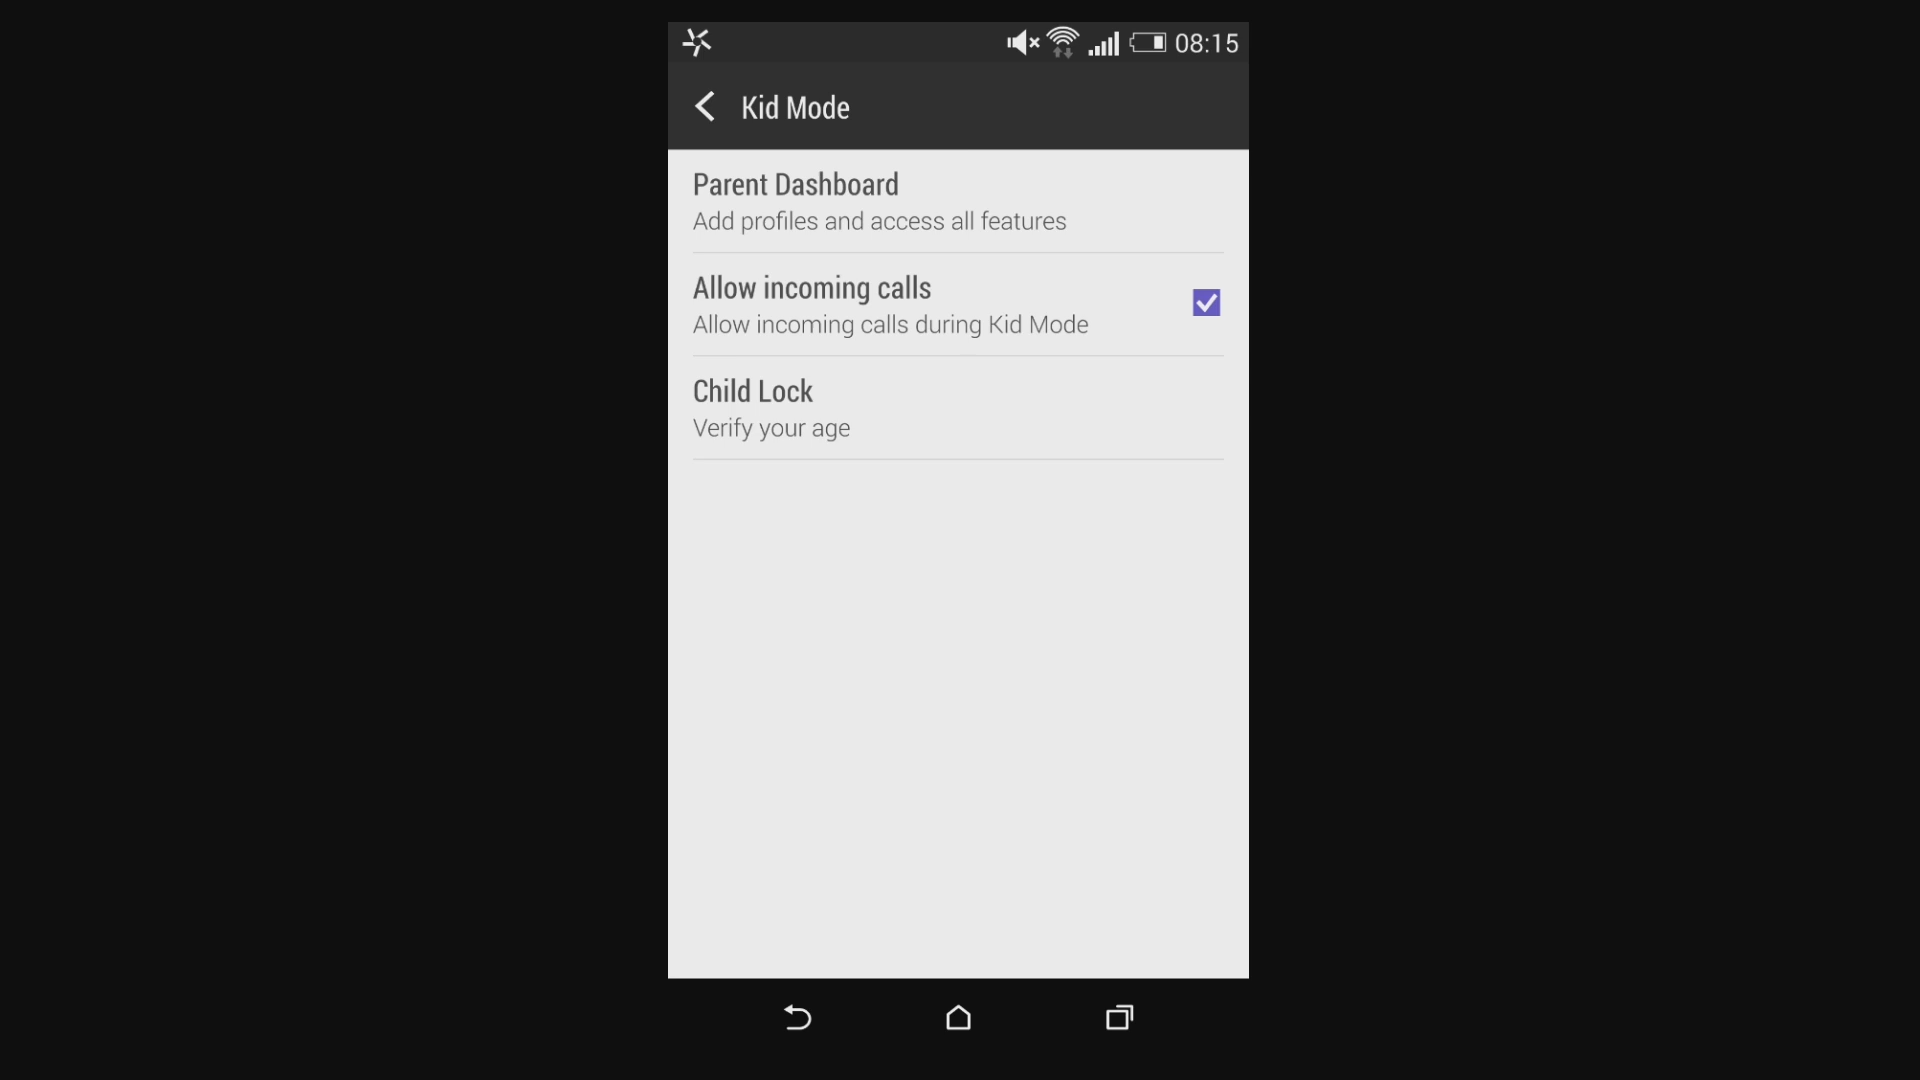 08:15
Kid Mode
Parent Dashboard
Add profiles and access all features
Allow incoming calls
Allow incoming calls during Kid Mode
Child Lock
Verify your age